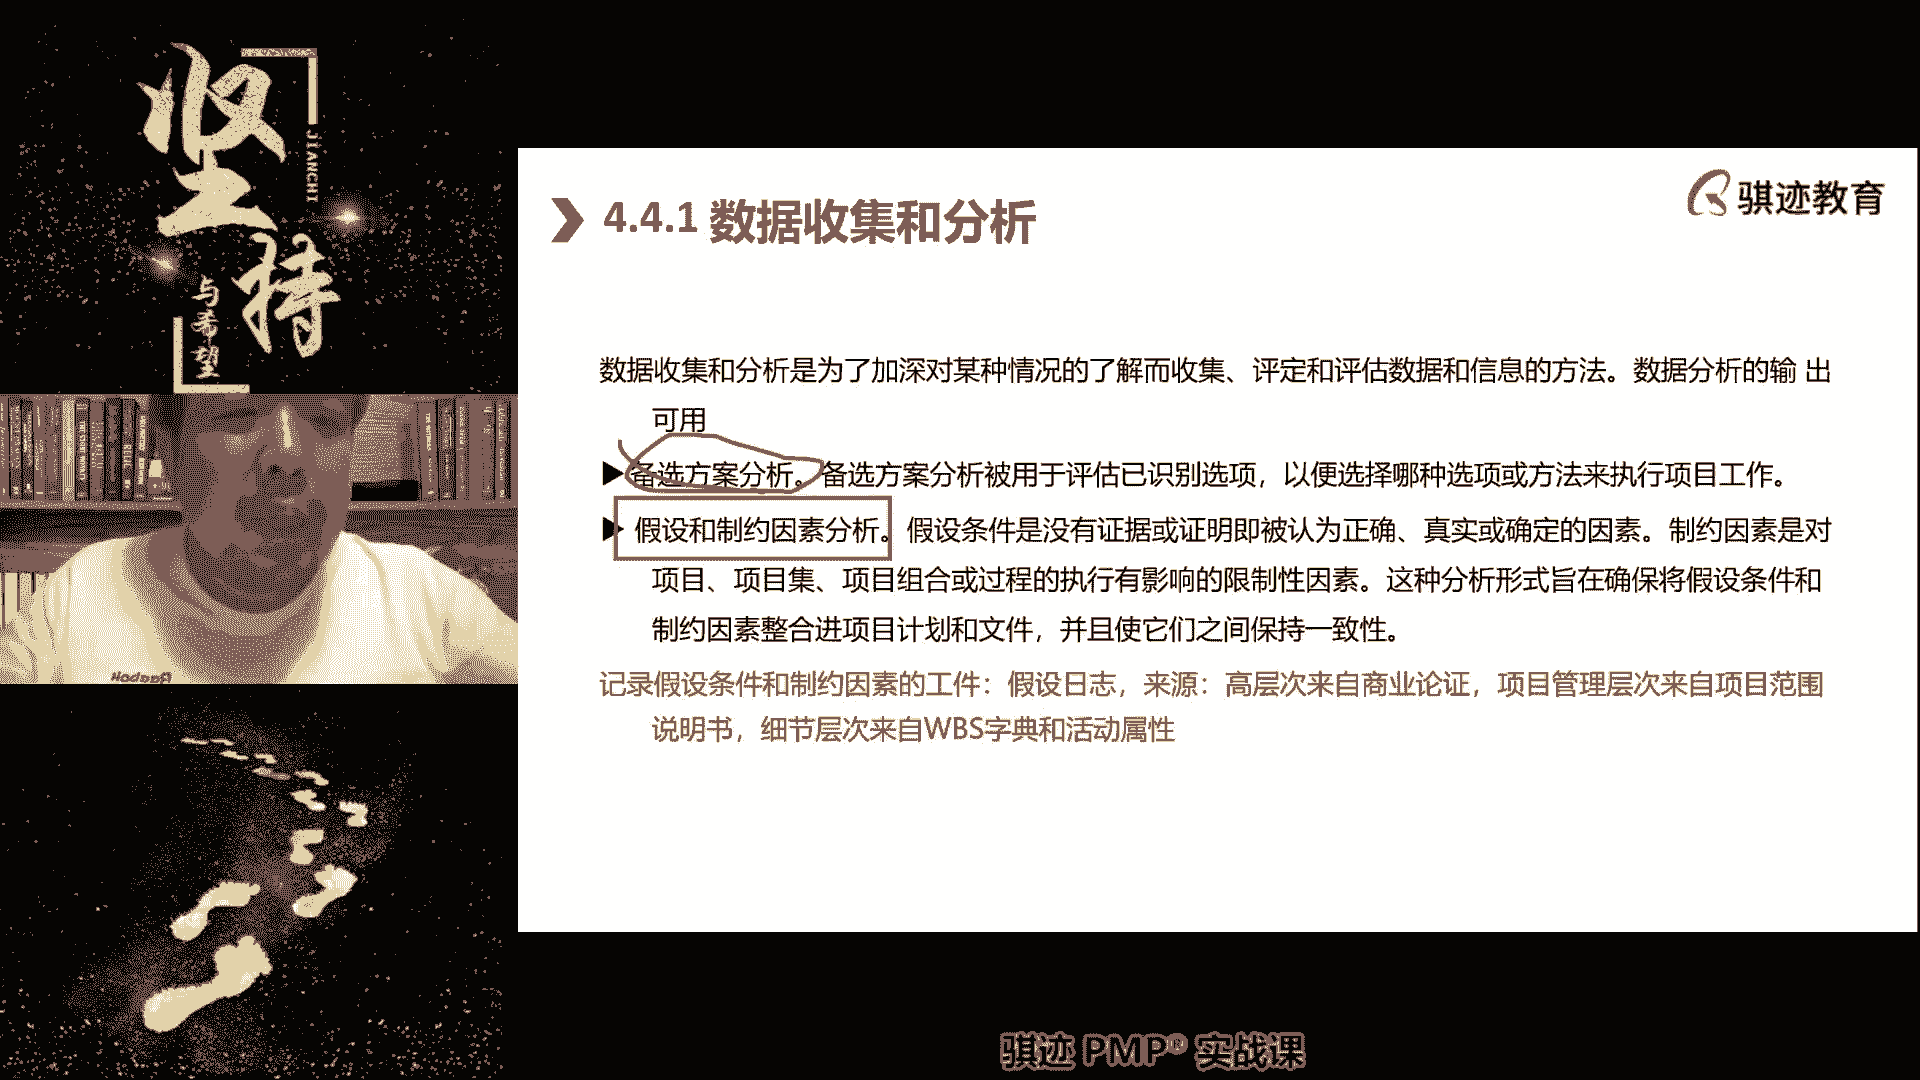 坚持
JIANCHI
与希望
骐迹教育
4.4.1 数据收集和分析
数据收集和分析是为了加深对某种情况的了解而收集、评定和评估数据和信息的方法。数据分析的输 出
可用
备选方案分析。备选方案分析被用于评估已识别选项，以便选择哪种选项或方法来执行项目工作。
假设和制约因素分析。假设条件是没有证据或证明即被认为正确、真实或确定的因素。制约因素是对
项目、项目集、项目组合或过程的执行有影响的限制性因素。这种分析形式旨在确保将假设条件和
制约因素整合进项目计划和文件，并且使它们之间保持一致性。
记录假设条件和制约因素的工件：假设日志，来源：高层次来自商业论证，项目管理层次来自项目范围
说明书，细节层次来自WBS字典和活动属性
骐迹 PMP® 实战课